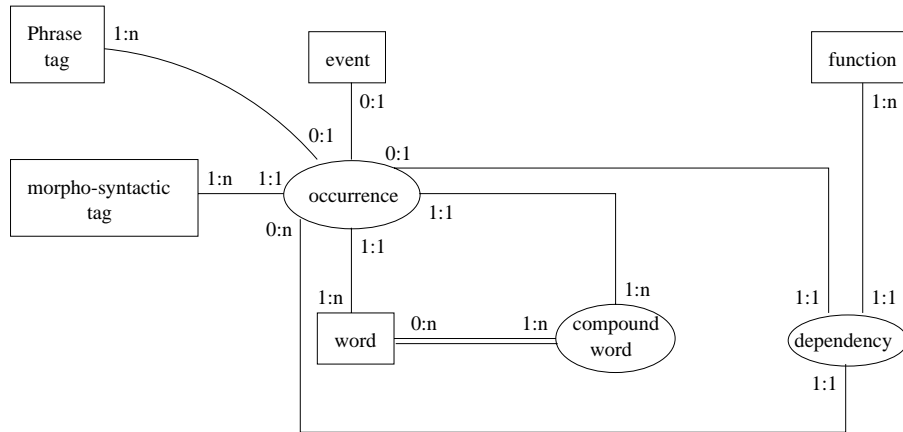 Phrase
tag
1:n
event
function
0:1
1:n
0:1
0:1
morpho-syntactic
tag
1:n
1:1
occurrence
1:1
0:n
1:1
1:n
1:n
1:1
1:1
word
0:n
1:n
compound
word
dependency
1:1